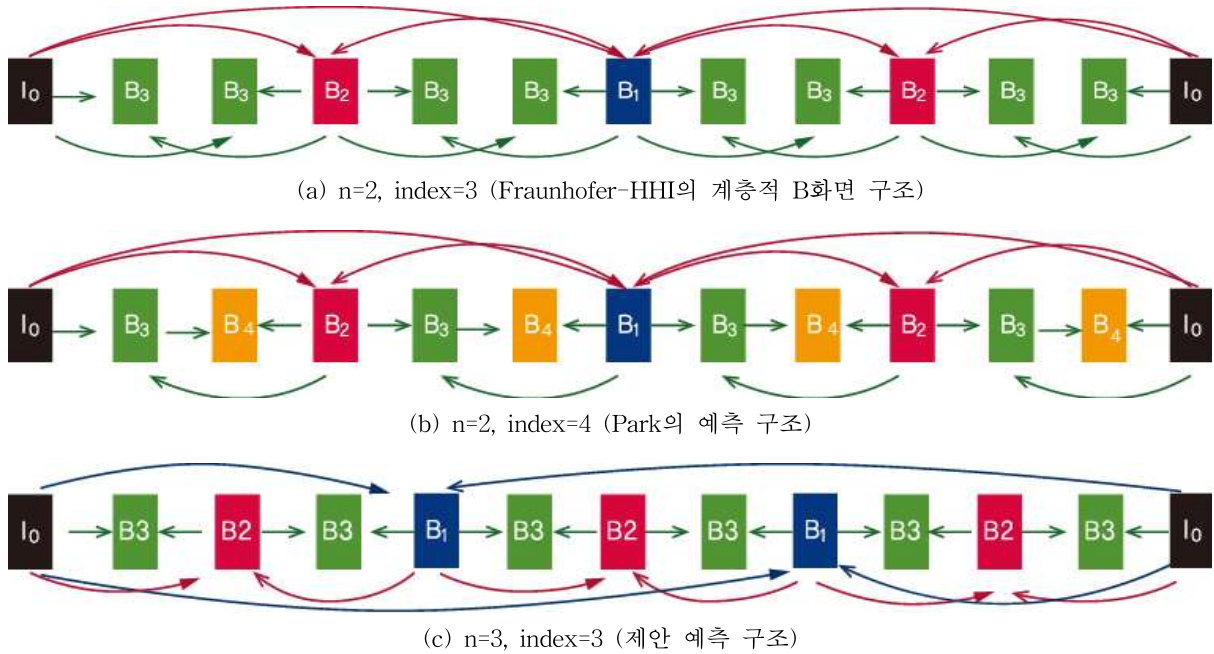 I₀ B₃ B₃ B₂ B₃ B₃ B₁ B₃ B₃ B₂ B₃ B₃ I₀
(a) n=2, index=3 (Fraunhofer-HHI의 계층적 B화면 구조)
I₀ B₃ B₄ B₂ B₃ B₄ B₁ B₃ B₄ B₂ B₃ B₄ I₀
(b) n=2, index=4 (Park의 예측 구조)
I₀ B3 B2 B3 B₁ B3 B2 B3 B₁ B3 B2 B3 I₀
(c) n=3, index=3 (제안 예측 구조)